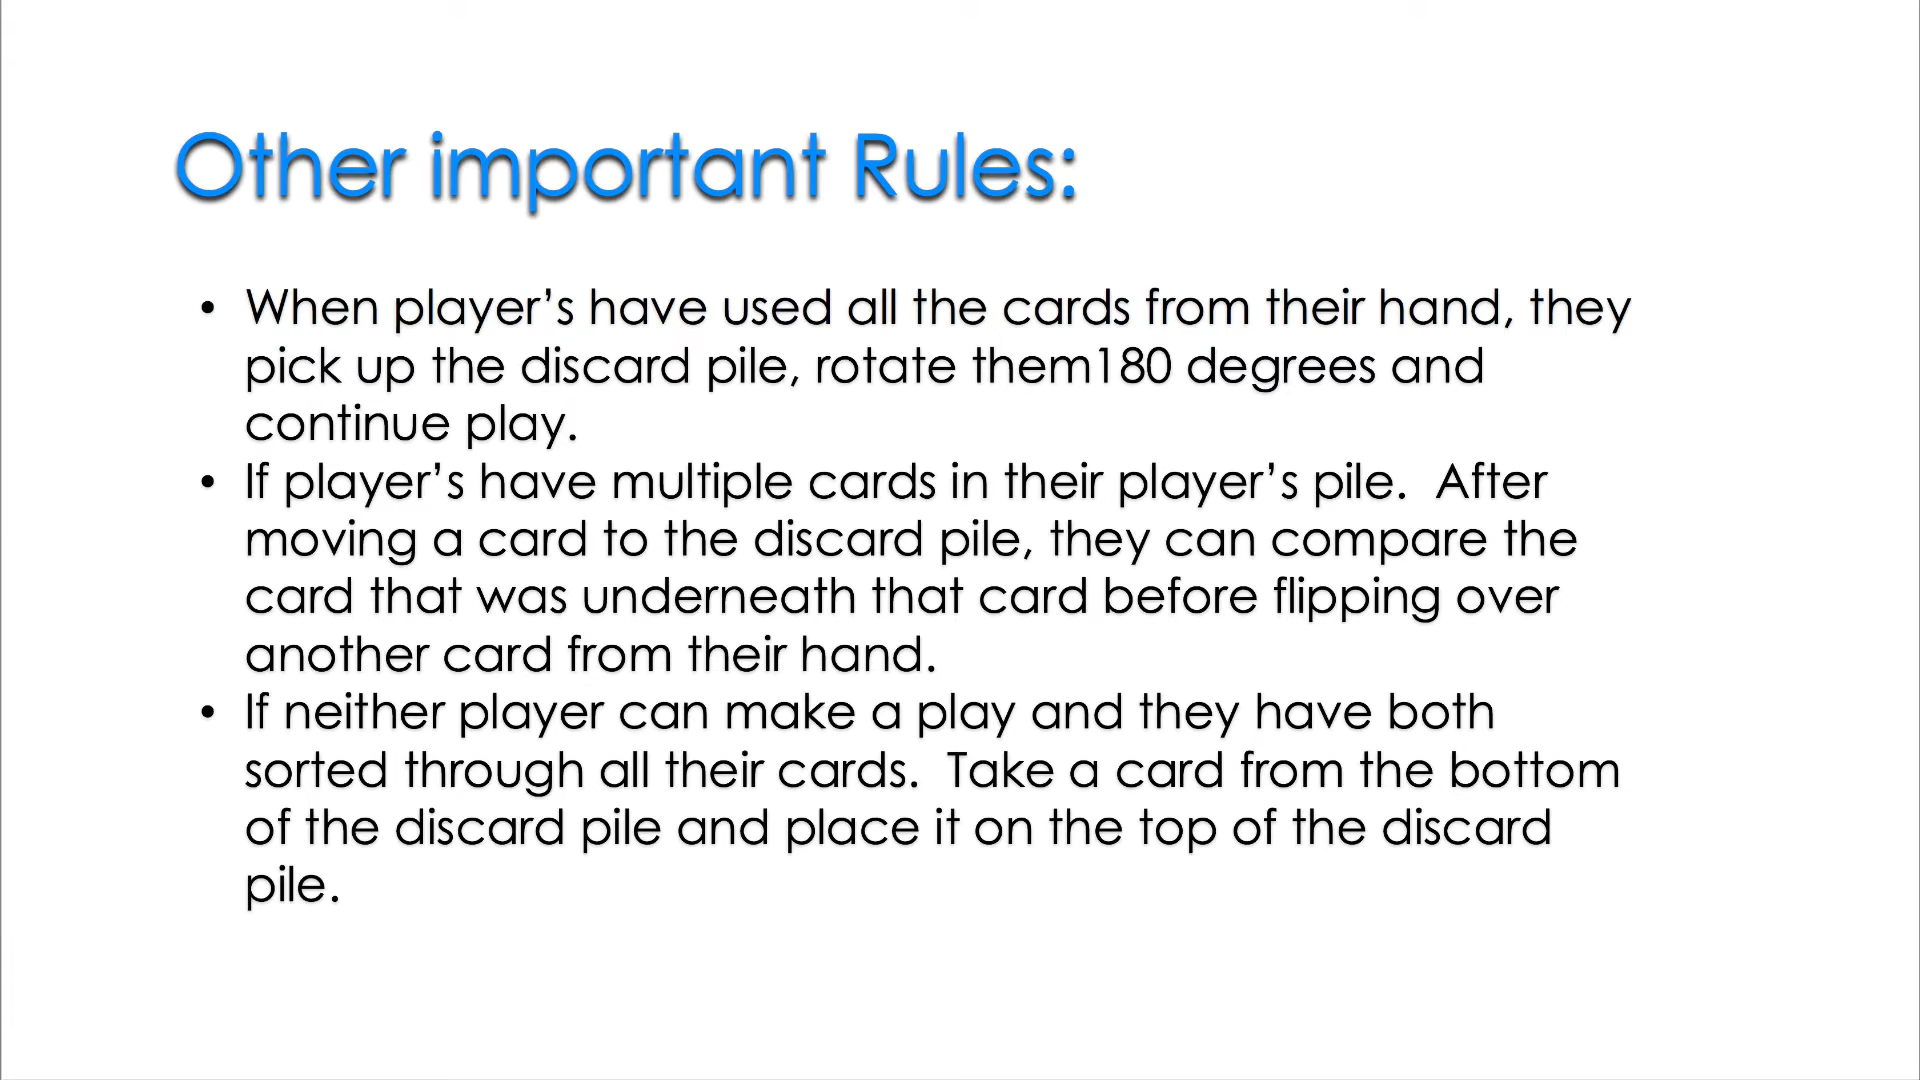 Other important Rules:
• When player’s have used all the cards from their hand, they
pick up the discard pile, rotate them180 degrees and
continue play.
• If player’s have multiple cards in their player’s pile.  After
moving a card to the discard pile, they can compare the
card that was underneath that card before flipping over
another card from their hand.
• If neither player can make a play and they have both
sorted through all their cards.  Take a card from the bottom
of the discard pile and place it on the top of the discard
pile.